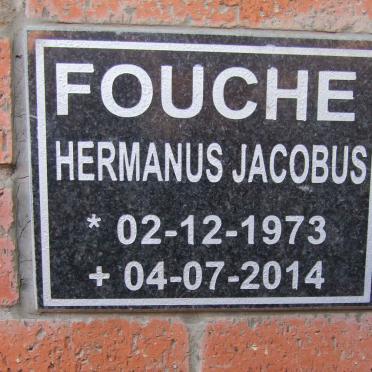 FOUCHE
HERMANUS JACOBUS
* 02-12-1973
+ 04-07-2014